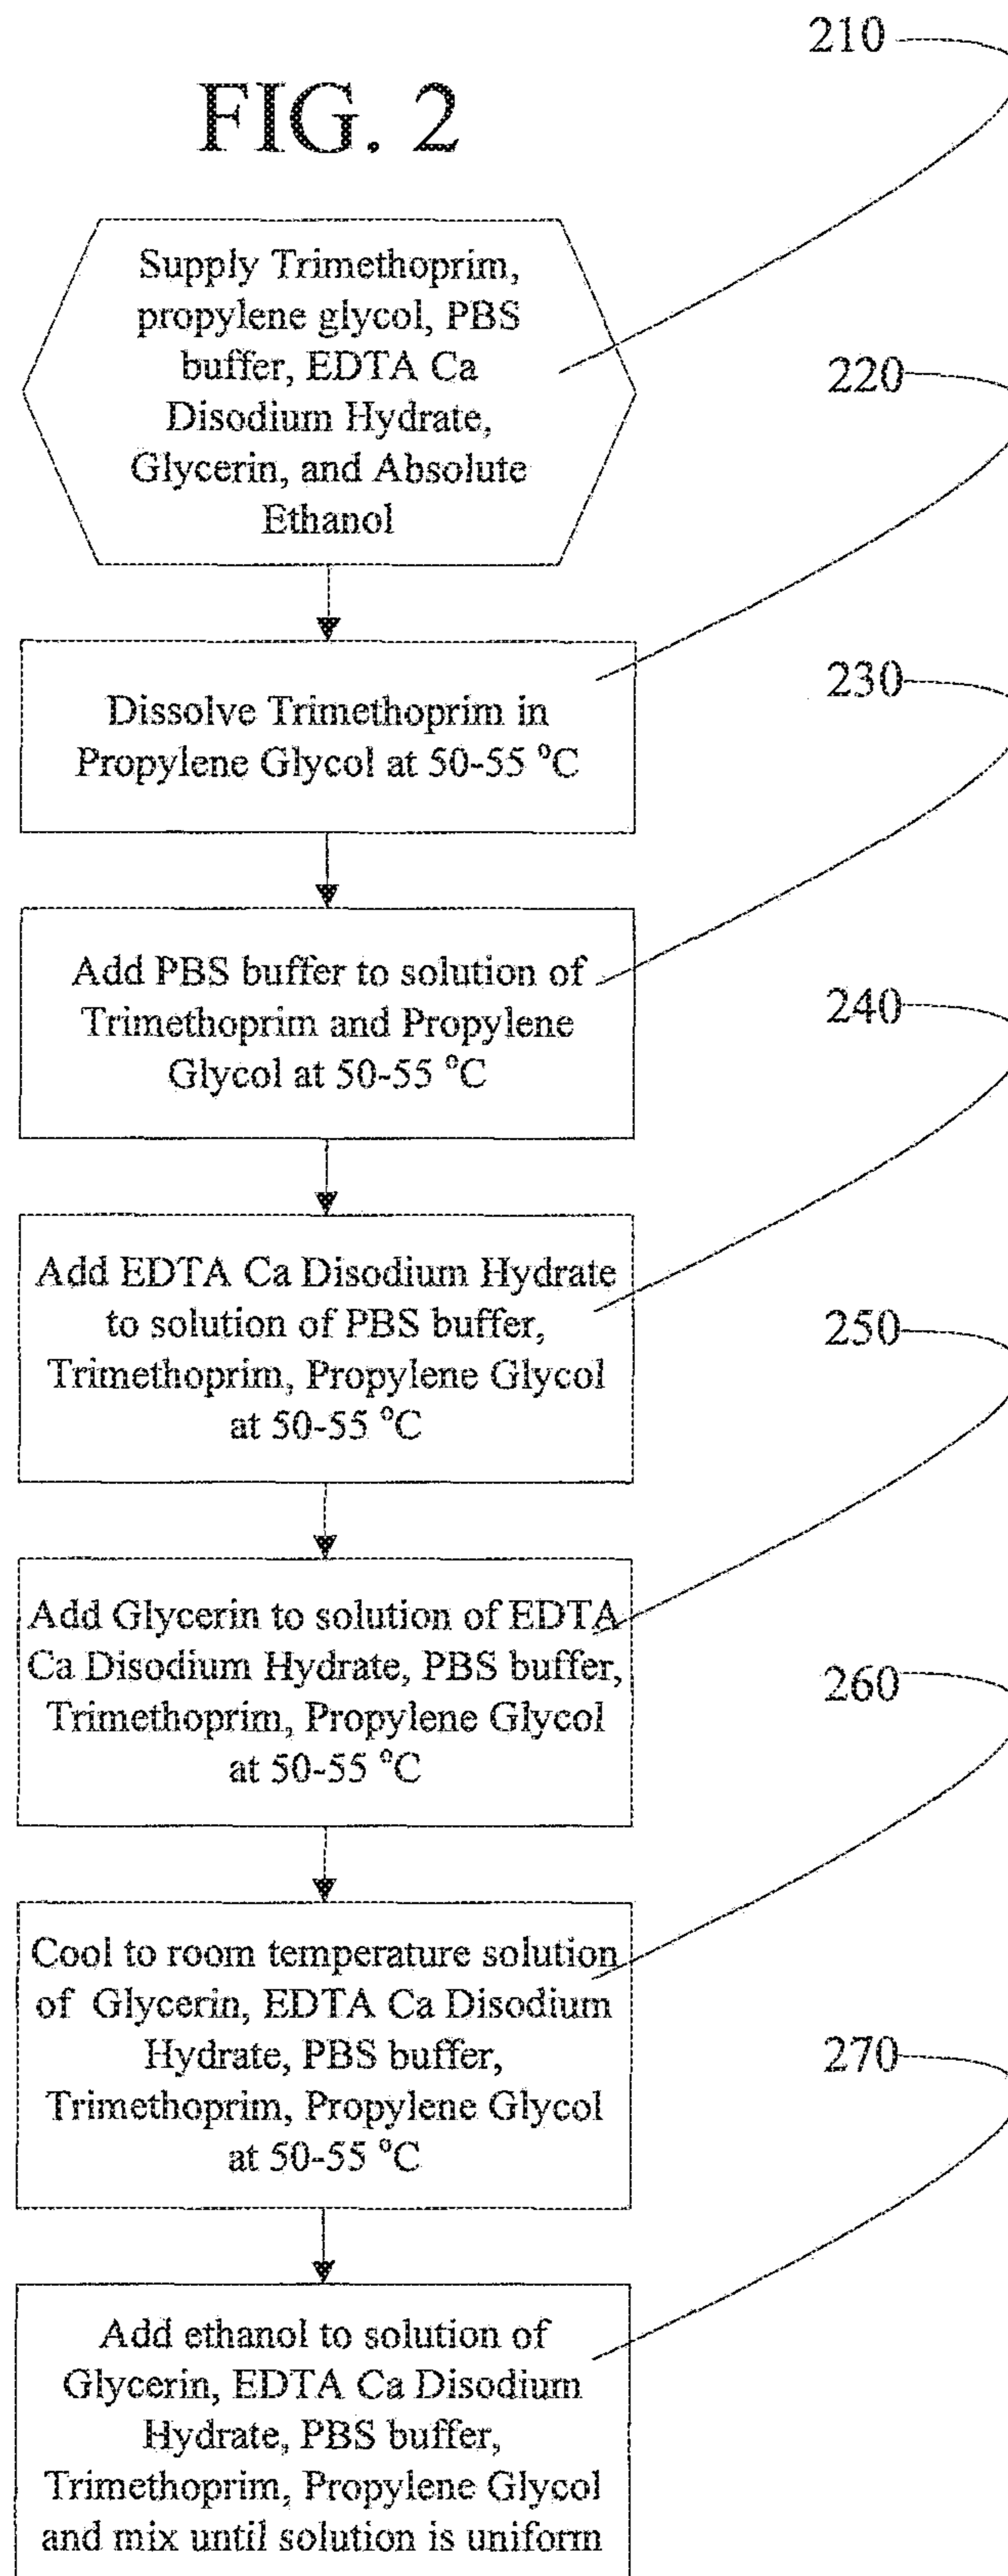 210
FIG. 2
Supply Trimethoprim,
propylene glycol, PBS
buffer, EDTA Ca
Disodium Hydrate,
Glycerin, and Absolute
Ethanol
220
Dissolve Trimethoprim in
Propylene Glycol at 50-55 °C
230
Add PBS buffer to solution of
Trimethoprim and Propylene
Glycol at 50-55 °C
240
Add EDTA Ca Disodium Hydrate
to solution of PBS buffer,
Trimethoprim, Propylene Glycol
at 50-55 °C
250
Add Glycerin to solution of EDTA
Ca Disodium Hydrate, PBS buffer,
Trimethoprim, Propylene Glycol
at 50-55 °C
260
Cool to room temperature solution
of Glycerin, EDTA Ca Disodium
Hydrate, PBS buffer,
Trimethoprim, Propylene Glycol
at 50-55 °C
270
Add ethanol to solution of
Glycerin, EDTA Ca Disodium
Hydrate, PBS buffer,
Trimethoprim, Propylene Glycol
and mix until solution is uniform